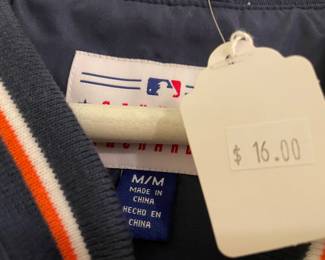 $ 16.00
M/M
MADE IN
CHINA
HECHO EN
CHINA